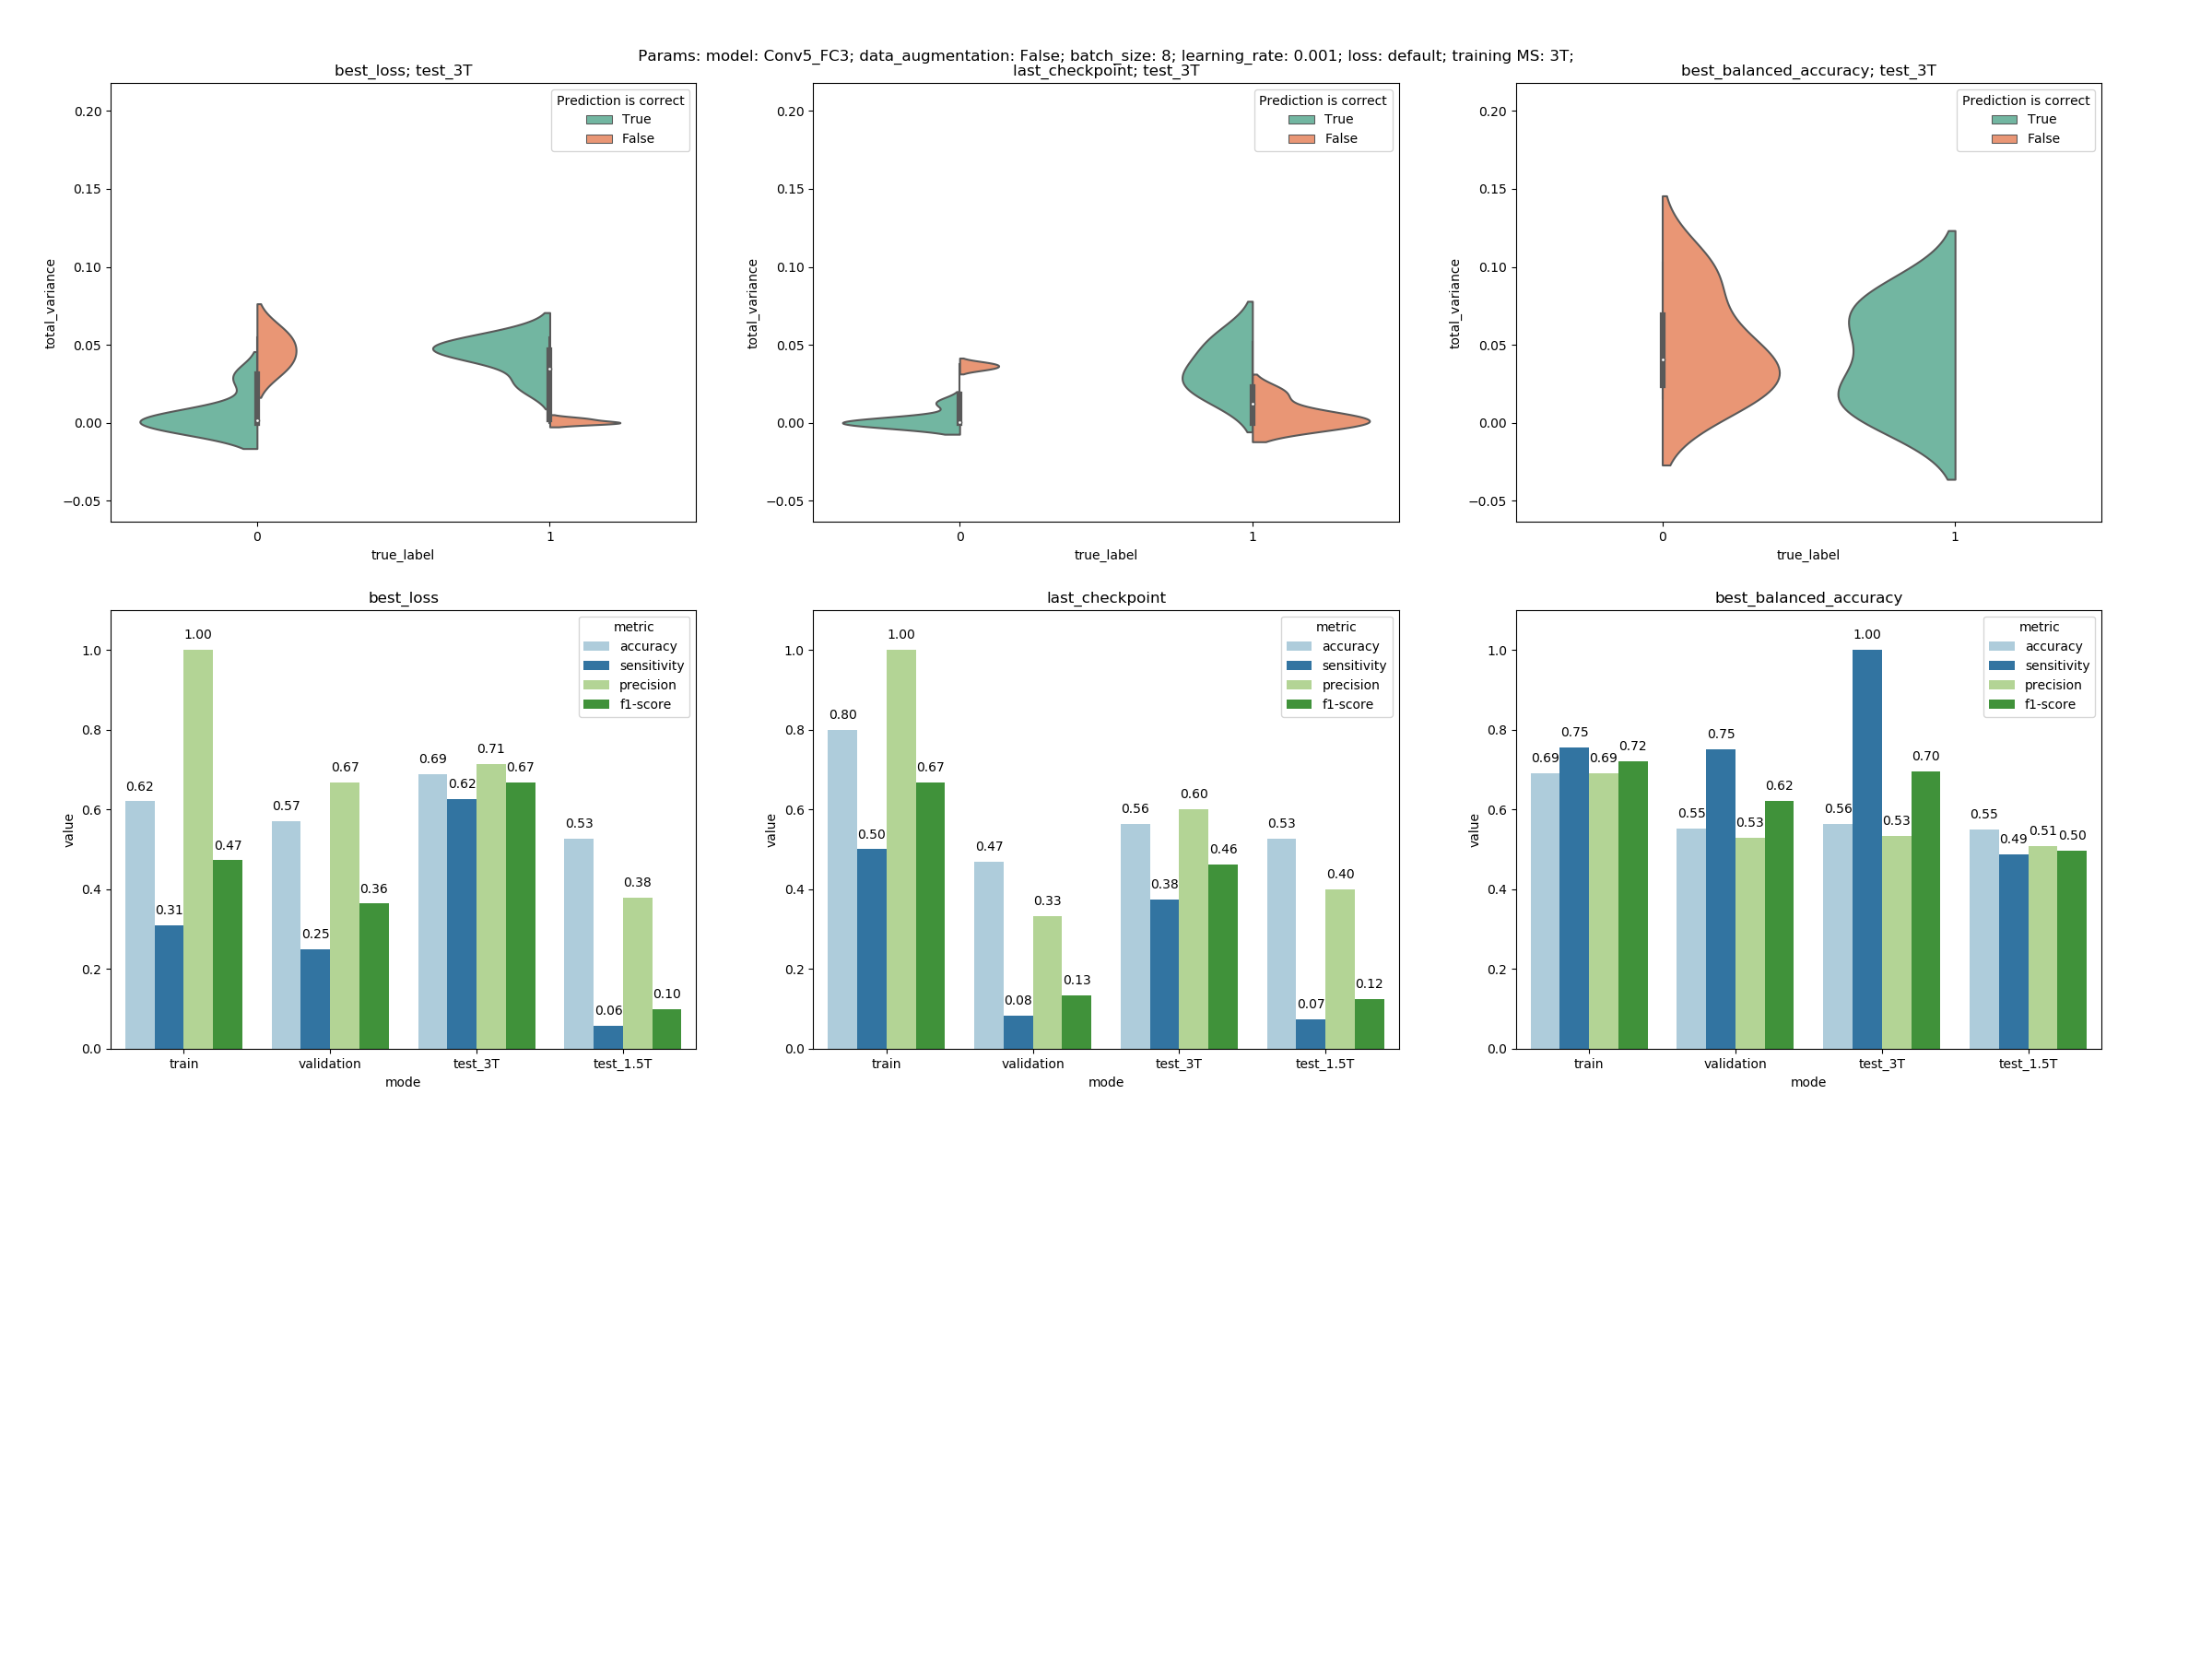 Params: model: Conv5_FC3; data_augmentation: False; batch_size: 8; learning_rate: 0.001; loss: default; training MS: 3T;
best_loss; test_3T
Prediction is correct
True
False
0.20
0.15
0.10
0.05
0.00
−0.05
total_variance
0
1
true_label
last_checkpoint; test_3T
Prediction is correct
True
False
0.20
0.15
0.10
0.05
0.00
−0.05
total_variance
0
1
true_label
best_balanced_accuracy; test_3T
Prediction is correct
True
False
0.20
0.15
0.10
0.05
0.00
−0.05
total_variance
0
1
true_label
best_loss
metric
accuracy
sensitivity
precision
f1-score
1.0
0.8
0.6
0.4
0.2
0.0
value
0.62
0.31
1.00
0.47
0.57
0.25
0.67
0.36
0.69
0.62
0.71
0.67
0.53
0.06
0.38
0.10
train
validation
test_3T
test_1.5T
mode
last_checkpoint
metric
accuracy
sensitivity
precision
f1-score
1.0
0.8
0.6
0.4
0.2
0.0
value
0.80
0.50
1.00
0.67
0.47
0.08
0.33
0.13
0.56
0.38
0.60
0.46
0.53
0.07
0.40
0.12
train
validation
test_3T
test_1.5T
mode
best_balanced_accuracy
metric
accuracy
sensitivity
precision
f1-score
1.0
0.8
0.6
0.4
0.2
0.0
value
0.69
0.75
0.69
0.72
0.55
0.75
0.53
0.62
0.56
1.00
0.53
0.70
0.55
0.49
0.51
0.50
train
validation
test_3T
test_1.5T
mode